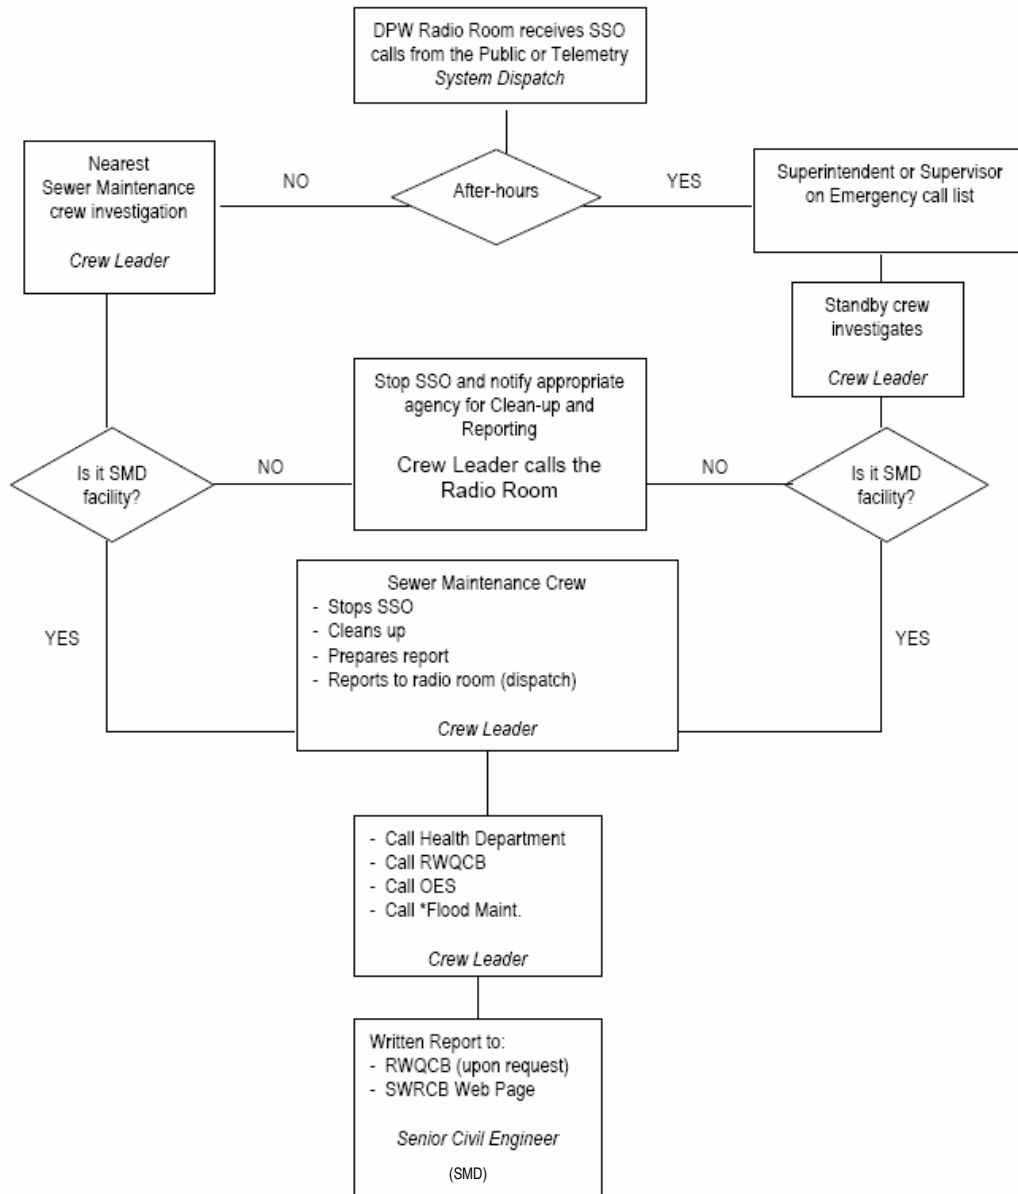 DPW Radio Room receives SSO
calls from the Public or Telemetry
System Dispatch
Nearest
Sewer Maintenance
crew investigation
Crew Leader
NO
After-hours
YES
Superintendent or Supervisor
on Emergency call list
Standby crew
investigates
Crew Leader
Stop SSO and notify appropriate
agency for Clean-up and
Reporting
Crew Leader calls the
Radio Room
Is it SMD
facility?
NO
NO
Is it SMD
facility?
YES
Sewer Maintenance Crew
- Stops SSO
- Cleans up
- Prepares report
- Reports to radio room (dispatch)
Crew Leader
YES
- Call Health Department
- Call RWQCB
- Call OES
- Call *Flood Maint.
Crew Leader
Written Report to:
- RWQCB (upon request)
- SWRCB Web Page
Senior Civil Engineer
(SMD)